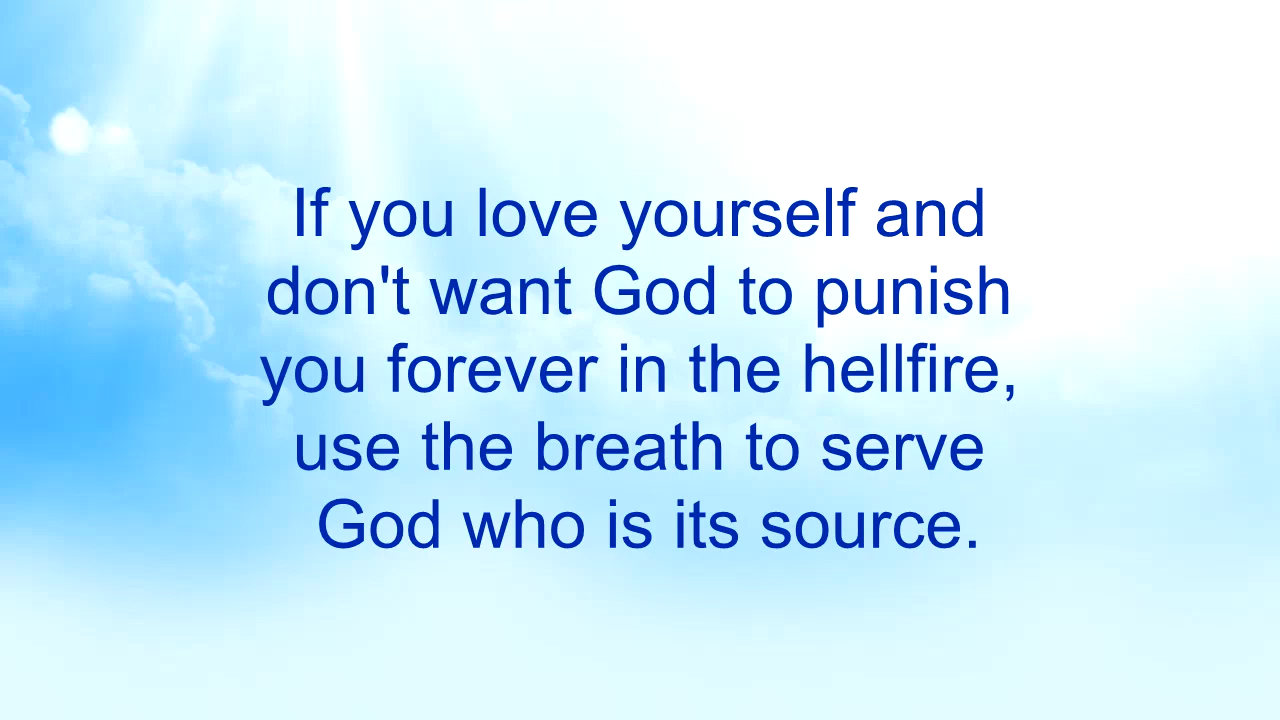 If you love yourself and
don't want God to punish
you forever in the hellfire,
use the breath to serve
God who is its source.